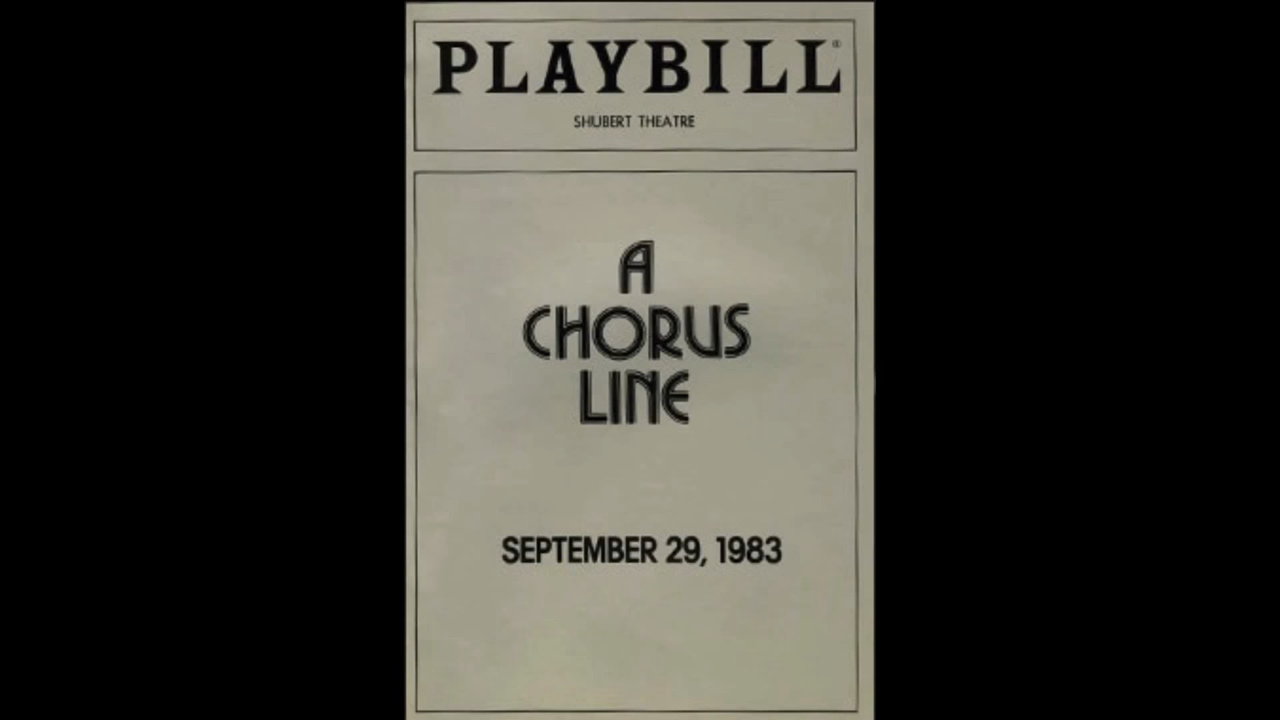 PLAYBILL®
SHUBERT THEATRE
A
CHORUS
LINE
SEPTEMBER 29, 1983